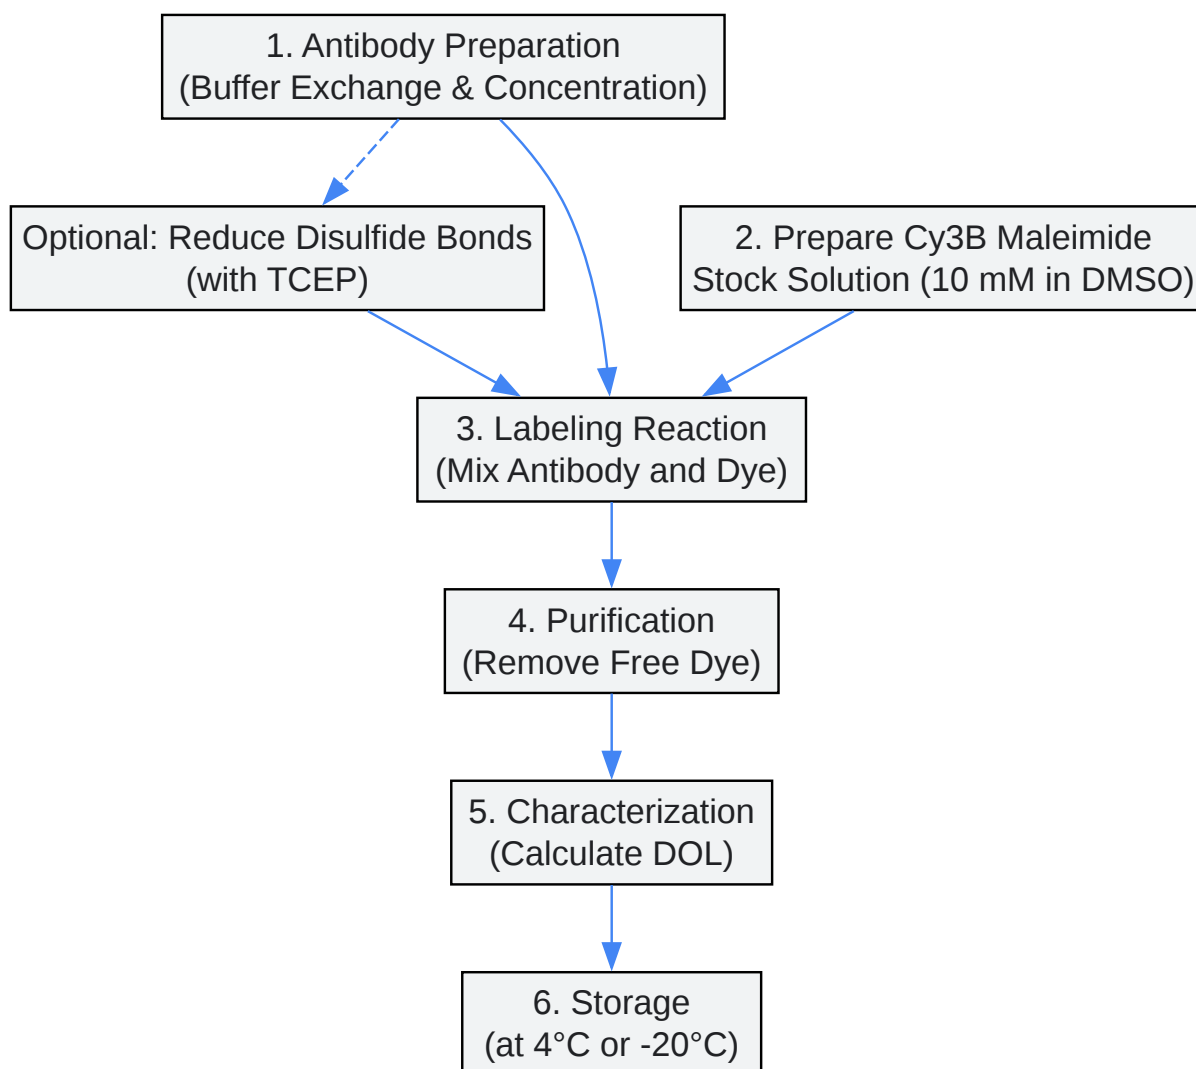 1. Antibody Preparation
(Buffer Exchange & Concentration)
Optional: Reduce Disulfide Bonds
(with TCEP)
2. Prepare Cy3B Maleimide
Stock Solution (10 mM in DMSO)
3. Labeling Reaction
(Mix Antibody and Dye)
4. Purification
(Remove Free Dye)
5. Characterization
(Calculate DOL)
6. Storage
(at 4°C or -20°C)